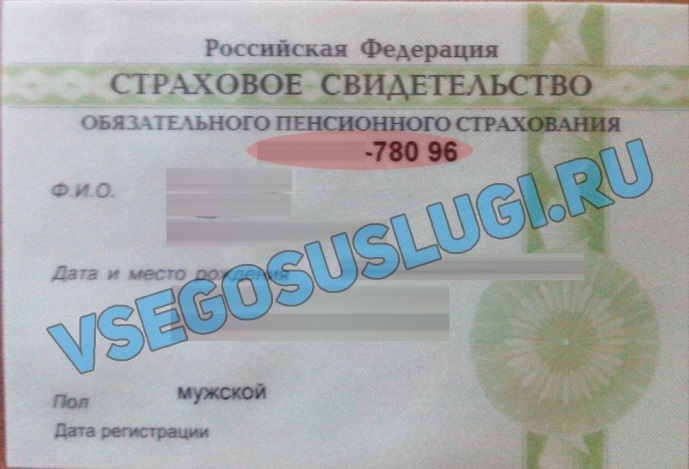 Российская Федерация
СТРАХОВОЕ СВИДЕТЕЛЬСТВО
ОБЯЗАТЕЛЬНОГО ПЕНСИОННОГО СТРАХОВАНИЯ
-780 96
Ф.И.О.
Дата и место рождения
VSEGOSUSLUGI.RU
Пол мужской
Дата регистрации